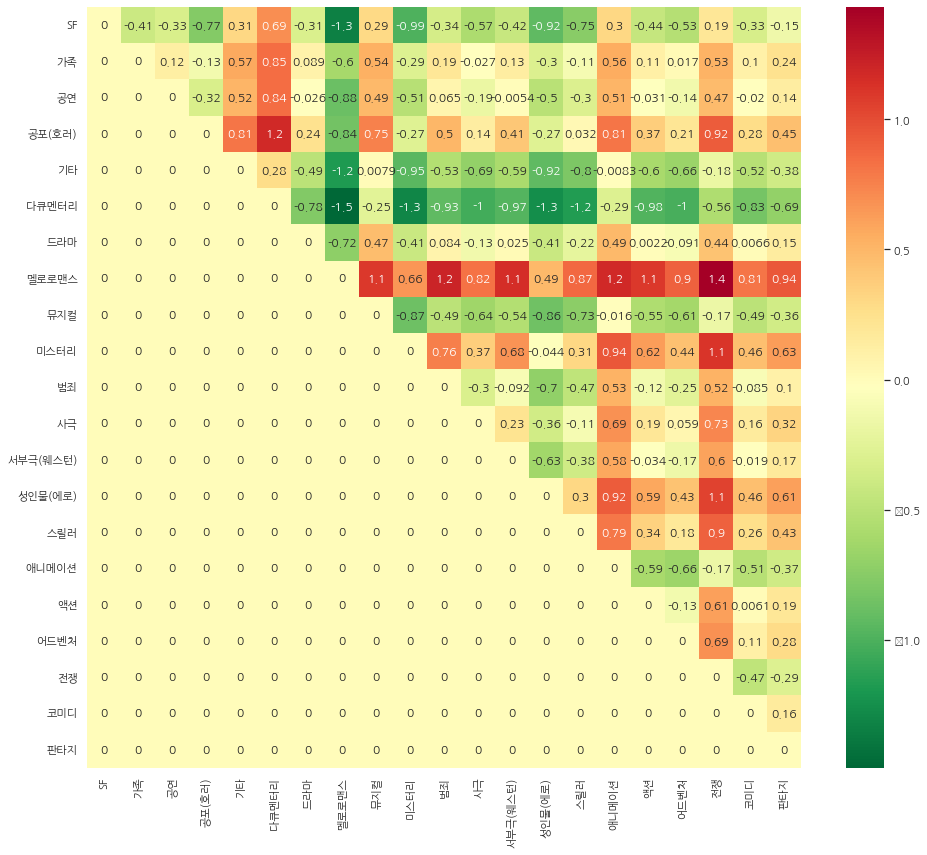 SF 0 -0.41 -0.33 -0.77 0.31 0.69 -0.31 -1.3 0.29 -0.99 -0.34 -0.57 -0.42 -0.92 -0.75 0.3 -0.44 -0.53 0.19 -0.33 -0.15
가족 0 0 0.12 -0.13 0.57 0.85 0.089 -0.6 0.54 -0.29 0.19 -0.027 0.13 -0.3 -0.11 0.56 0.11 0.017 0.53 0.1 0.24
1.0
공연 0 0 0 -0.32 0.52 0.84 -0.026 -0.88 0.49 -0.51 0.065 -0.19 -0.0054 -0.5 -0.3 0.51 -0.031 -0.14 0.47 -0.02 0.14
공포(호러) 0 0 0 0 0.81 1.2 0.24 -0.84 0.75 -0.27 0.5 0.14 0.41 -0.27 0.032 0.81 0.37 0.21 0.92 0.28 0.45
기타 0 0 0 0 0 0.28 -0.49 -1.2 0.0079 -0.95 -0.53 -0.69 -0.59 -0.92 -0.8 -0.0083 -0.6 -0.66 -0.18 -0.52 -0.38
다큐멘터리 0 0 0 0 0 0 -0.78 -1.5 -0.25 -1.3 -0.93 -1 -0.97 -1.3 -1.2 -0.29 -0.98 -1 -0.56 -0.83 -0.69
드라마 0 0 0 0 0 0 0 -0.72 0.47 -0.41 0.084 -0.13 0.025 -0.41 -0.22 0.49 0.0022 -0.091 0.44 0.0066 0.15
0.5
멜로로맨스 0 0 0 0 0 0 0 0 1.1 0.66 1.2 0.82 1.1 0.49 0.87 1.2 1.1 0.9 1.4 0.81 0.94
뮤지컬 0 0 0 0 0 0 0 0 0 -0.87 -0.49 -0.64 -0.54 -0.86 -0.73 -0.016 -0.55 -0.61 -0.17 -0.49 -0.36
미스터리 0 0 0 0 0 0 0 0 0 0 0.76 0.37 0.68 -0.044 0.31 0.94 0.62 0.44 1.1 0.46 0.63
0.0
범죄 0 0 0 0 0 0 0 0 0 0 0 -0.3 -0.092 -0.7 -0.47 0.53 -0.12 -0.25 0.52 -0.085 0.1
사극 0 0 0 0 0 0 0 0 0 0 0 0 0.23 -0.36 -0.11 0.69 0.19 0.059 0.73 0.16 0.32
서부극(웨스턴) 0 0 0 0 0 0 0 0 0 0 0 0 0 -0.63 -0.38 0.58 -0.034 -0.17 0.6 -0.019 0.17
성인물(에로) 0 0 0 0 0 0 0 0 0 0 0 0 0 0 0.3 0.92 0.59 0.43 1.1 0.46 0.61
▯0.5
스릴러 0 0 0 0 0 0 0 0 0 0 0 0 0 0 0 0.79 0.34 0.18 0.9 0.26 0.43
애니메이션 0 0 0 0 0 0 0 0 0 0 0 0 0 0 0 0 -0.59 -0.66 -0.17 -0.51 -0.37
액션 0 0 0 0 0 0 0 0 0 0 0 0 0 0 0 0 0 -0.13 0.61 0.0061 0.19
▯1.0
어드벤처 0 0 0 0 0 0 0 0 0 0 0 0 0 0 0 0 0 0 0.69 0.11 0.28
전쟁 0 0 0 0 0 0 0 0 0 0 0 0 0 0 0 0 0 0 0 -0.47 -0.29
코미디 0 0 0 0 0 0 0 0 0 0 0 0 0 0 0 0 0 0 0 0 0.16
판타지 0 0 0 0 0 0 0 0 0 0 0 0 0 0 0 0 0 0 0 0 0
SF 가족 공연 공포(호러) 기타 다큐멘터리 드라마 멜로로맨스 뮤지컬 미스터리 범죄 사극 서부극(웨스턴) 성인물(에로) 스릴러 애니메이션 액션 어드벤처 전쟁 코미디 판타지